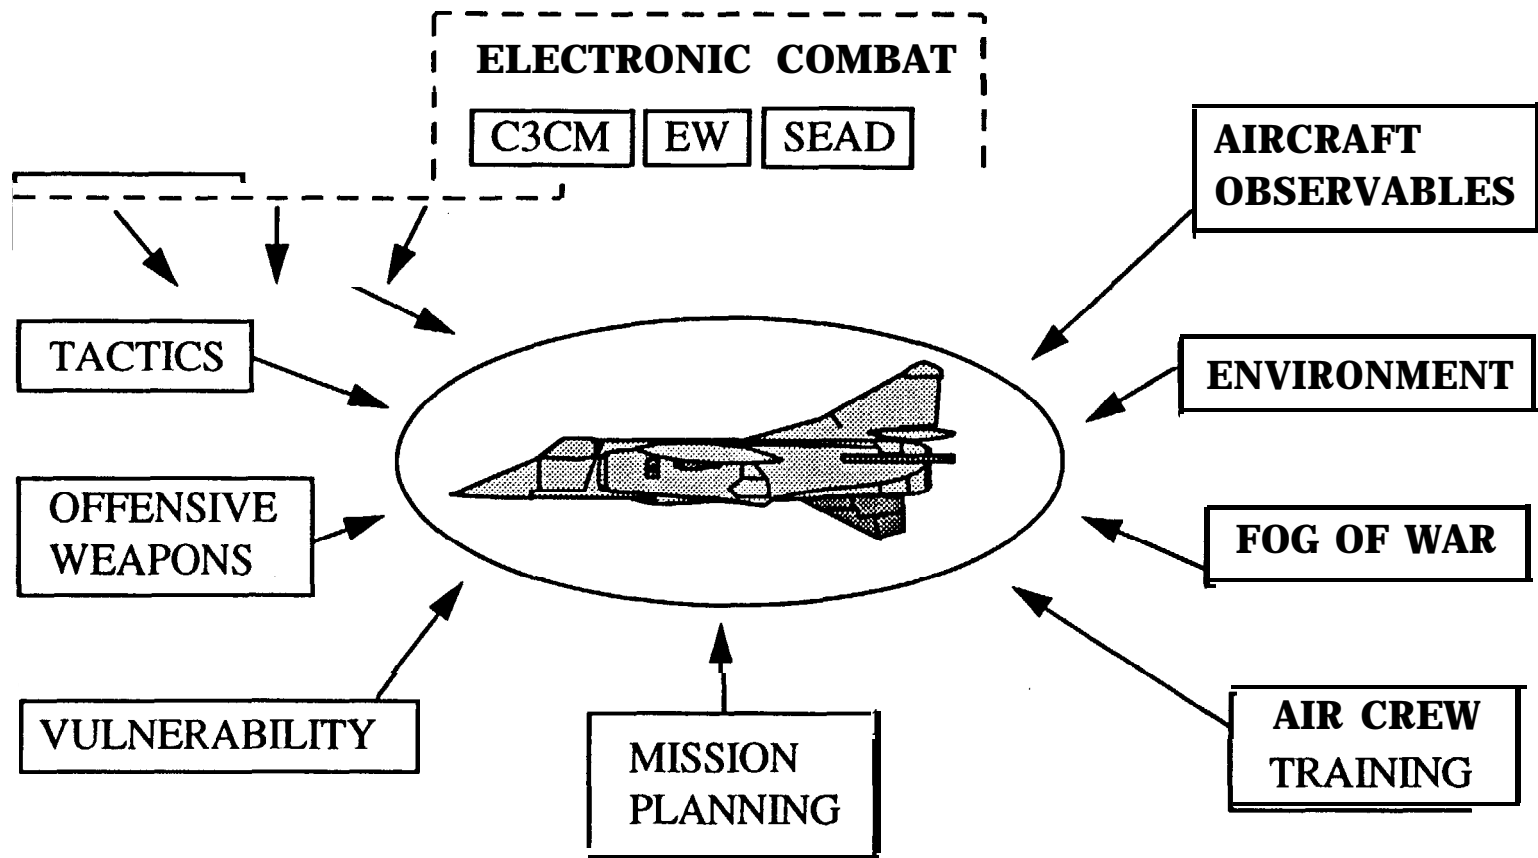 ELECTRONIC COMBAT
C3CM EW SEAD
AIRCRAFT
OBSERVABLES
TACTICS
ENVIRONMENT
OFFENSIVE
WEAPONS
FOG OF WAR
VULNERABILITY
MISSION
PLANNING
AIR CREW
TRAINING